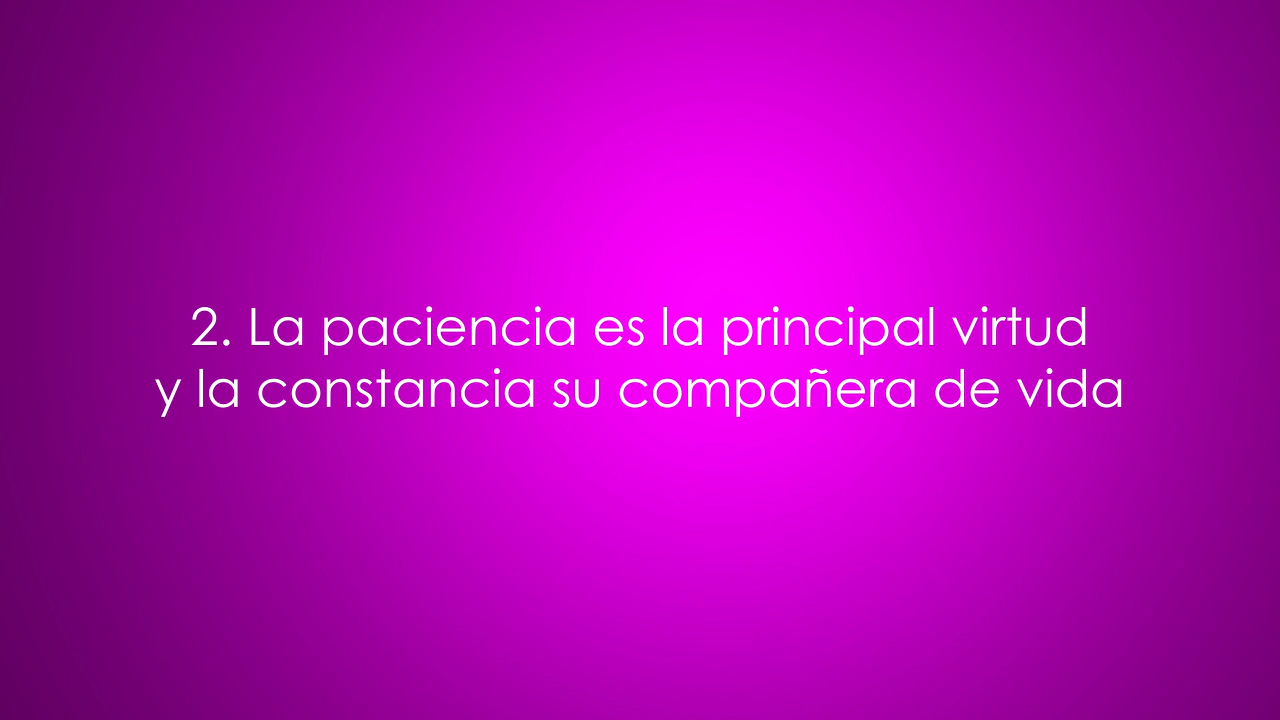 2. La paciencia es la principal virtud
y la constancia su compañera de vida